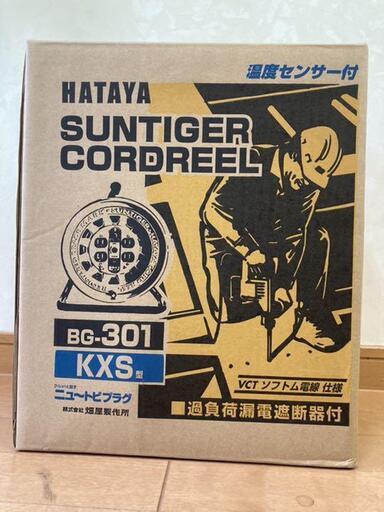 温度センサー付
HATAYA
SUNTIGER
CORDREEL
BG-301
KXS型
ニュ〜トピプラグ
株式会社 畑屋製作所
VCT ソフトム電線 仕様
■過負荷漏電遮断器付